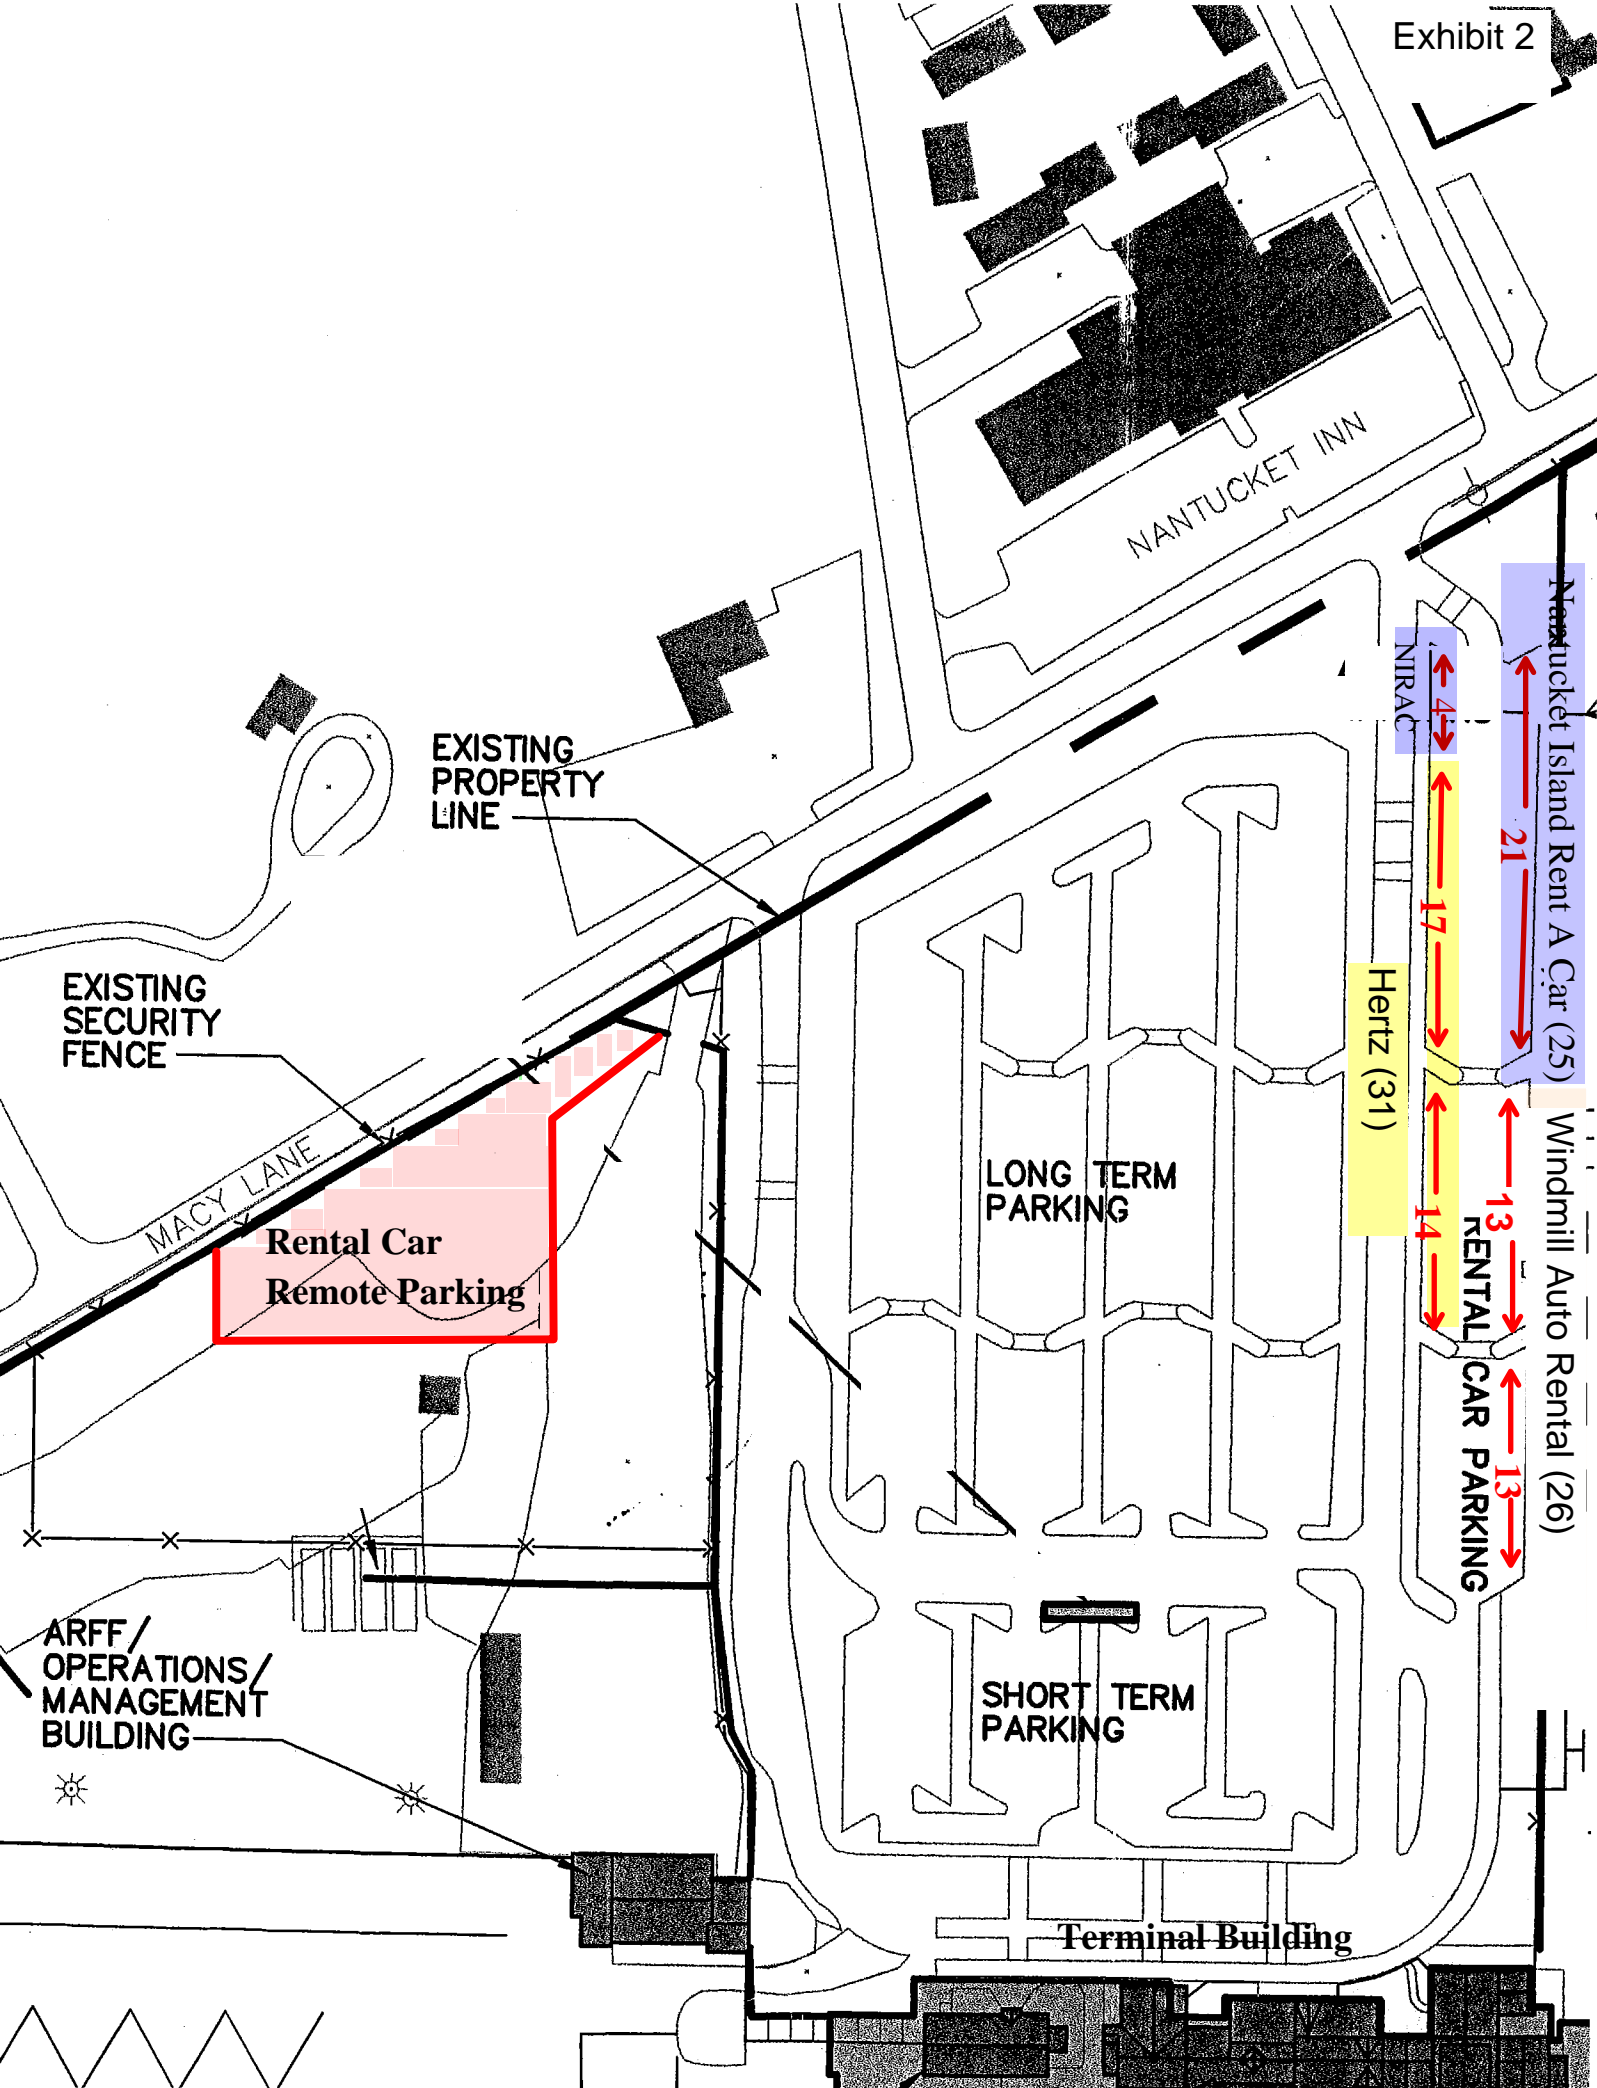 Exhibit 2
NANTUCKET INN
Nantucket Island Rent A Car (25)
NIRAC
4
21
17
Hertz (31)
EXISTING
PROPERTY
LINE
EXISTING
SECURITY
FENCE
MACY LANE
Rental Car
Remote Parking
LONG TERM
PARKING
14
13
Windmill Auto Rental (26)
RENTAL CAR PARKING
13
ARFF/
OPERATIONS/
MANAGEMENT
BUILDING
SHORT TERM
PARKING
Terminal Building